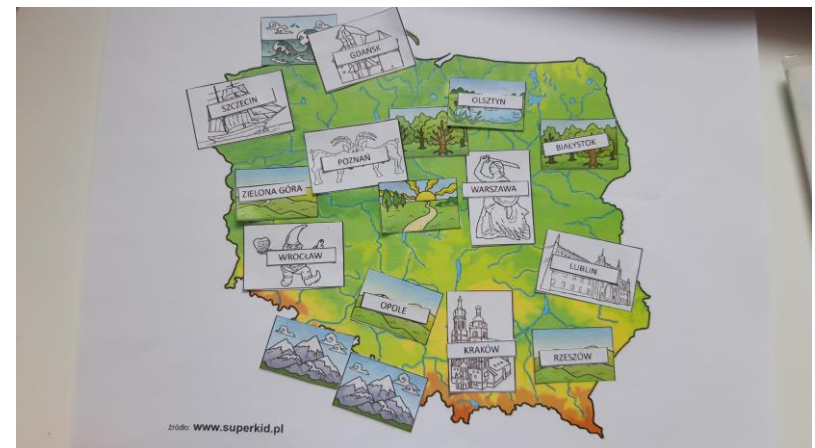 GDAŃSK
SZCZECIN
OLSZTYN
BIAŁYSTOK
POZNAŃ
ZIELONA GÓRA
WARSZAWA
WROCŁAW
LUBLIN
OPOLE
KRAKÓW
RZESZÓW
źródło: www.superkid.pl